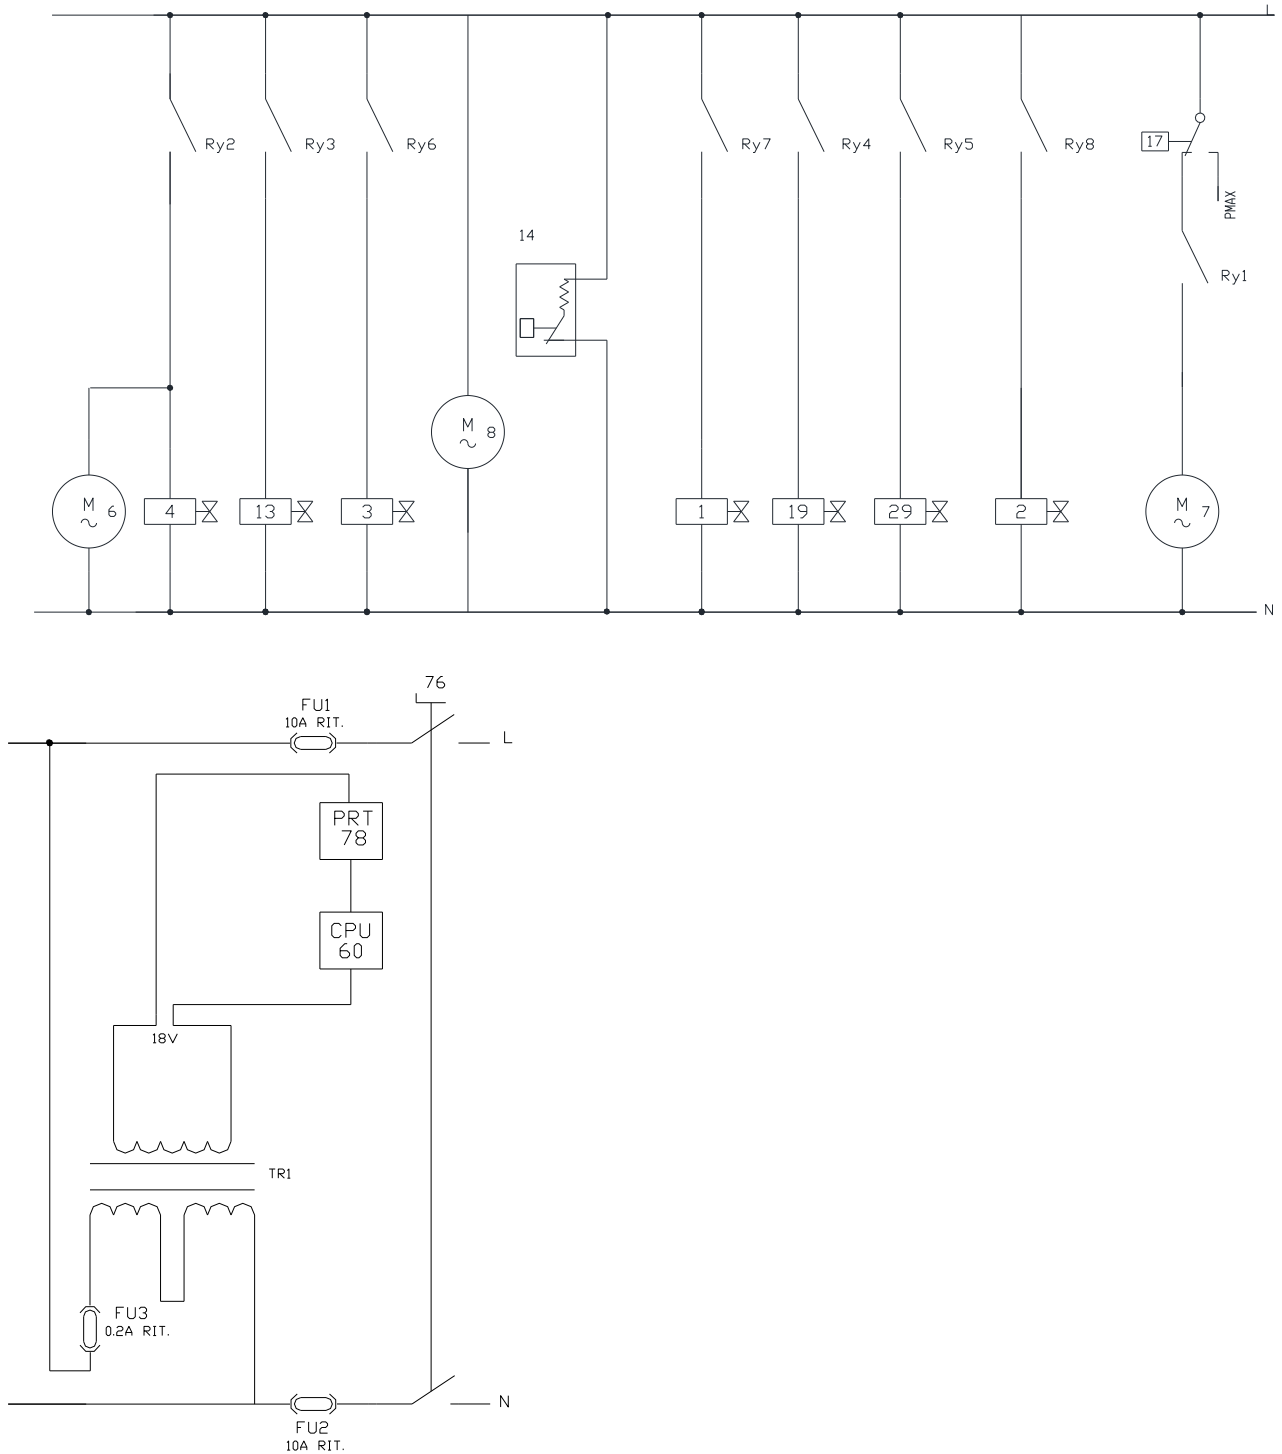 L
Ry2
Ry3
Ry6
Ry7
Ry4
Ry5
Ry8
17
PMAX
14
Ry1
M
~
8
M
~
6
4
13
3
1
19
29
2
M
~
7
N
76
FU1
10A RIT.
L
PRT
78
CPU
60
18V
TR1
FU3
0.2A RIT.
N
FU2
10A RIT.